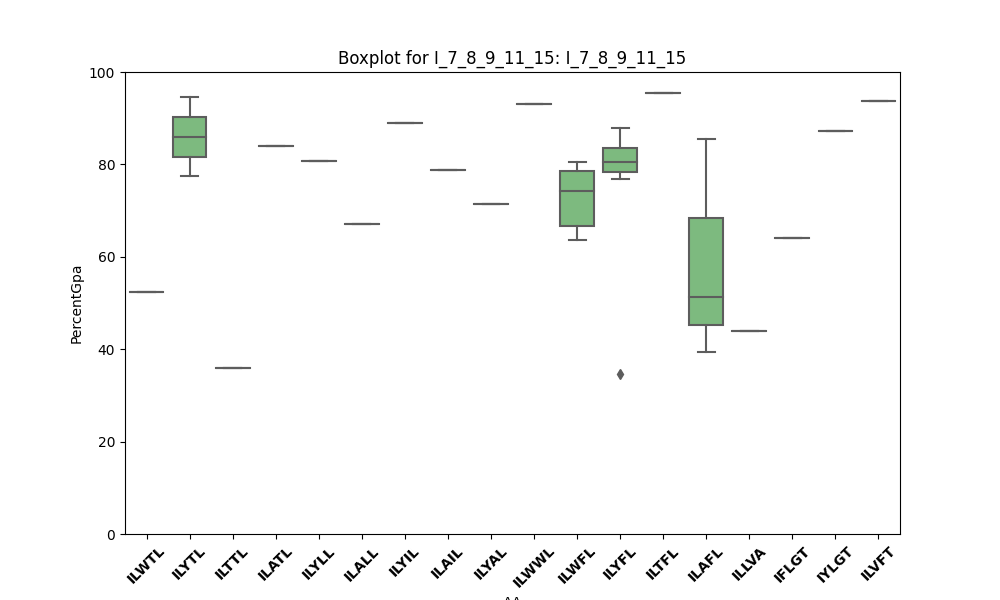 Boxplot for I_7_8_9_11_15: I_7_8_9_11_15
100
80
60
40
20
0
PercentGpa
ILWTL
ILYTL
ILTTL
ILATL
ILYLL
ILALL
ILYIL
ILAIL
ILYAL
ILWWL
ILWFL
ILYFL
ILTFL
ILAFL
ILLVA
IFLGT
IYLGT
ILVFT